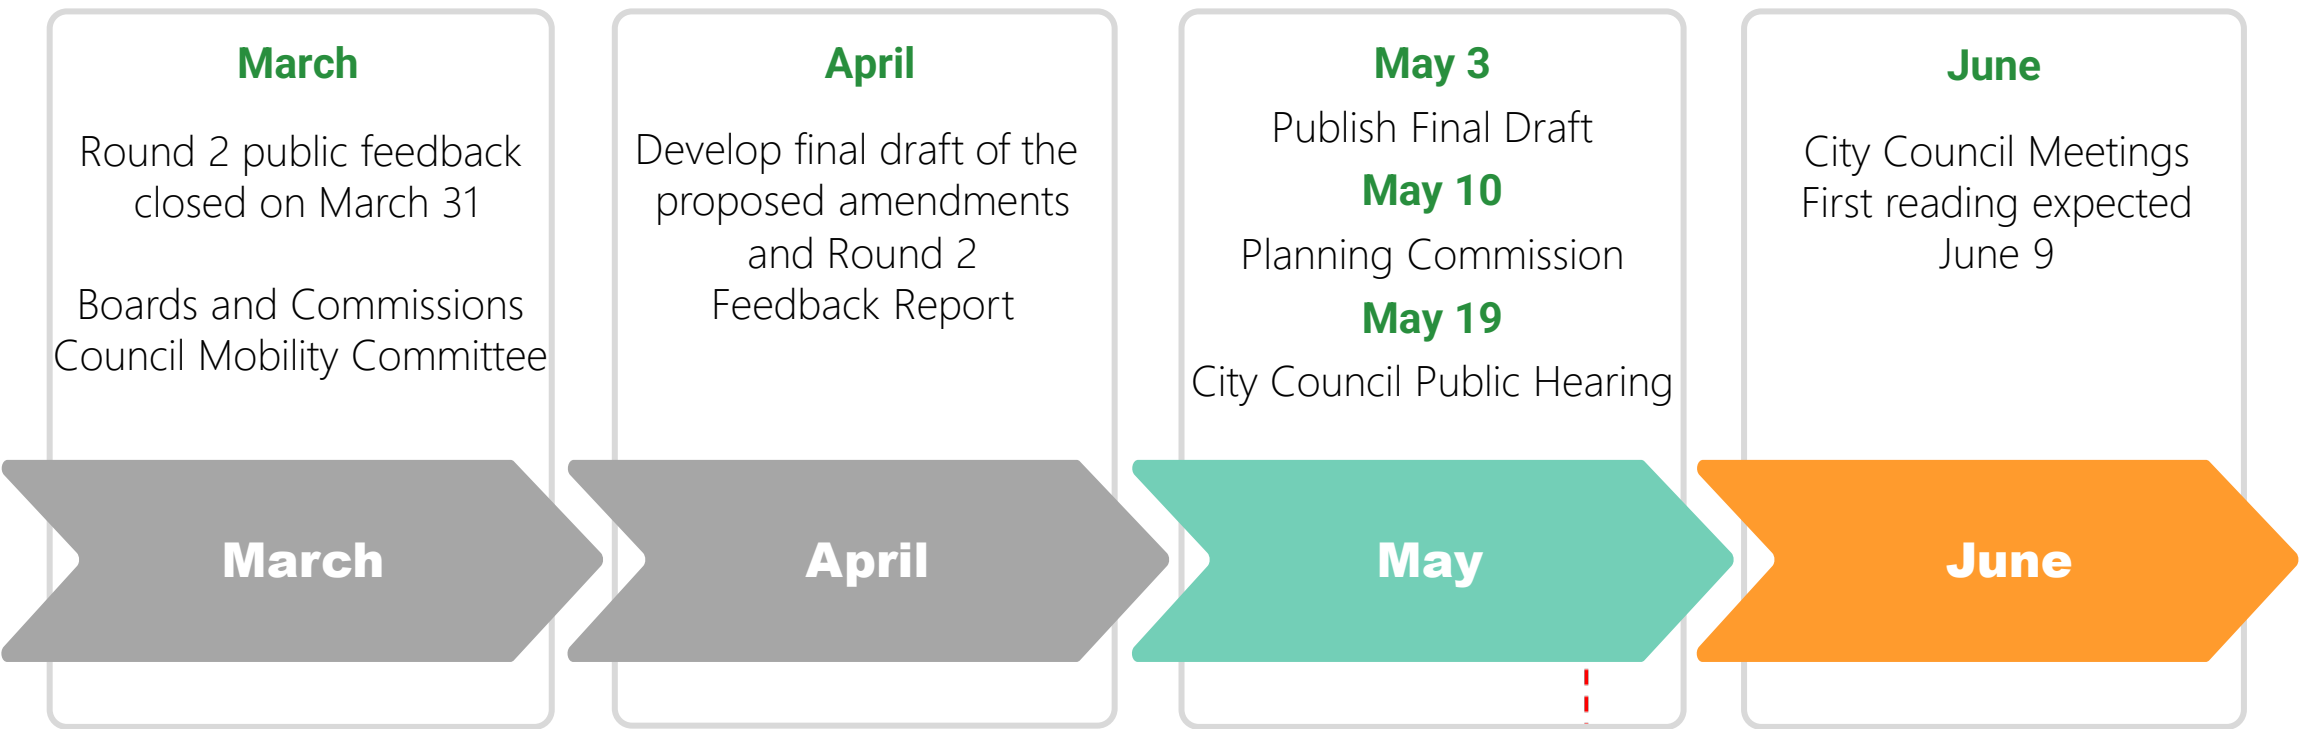 March
Round 2 public feedback
closed on March 31
Boards and Commissions
Council Mobility Committee
April
Develop final draft of the
proposed amendments
and Round 2
Feedback Report
May 3
Publish Final Draft
May 10
Planning Commission
May 19
City Council Public Hearing
June
City Council Meetings
First reading expected
June 9
March
April
May
June